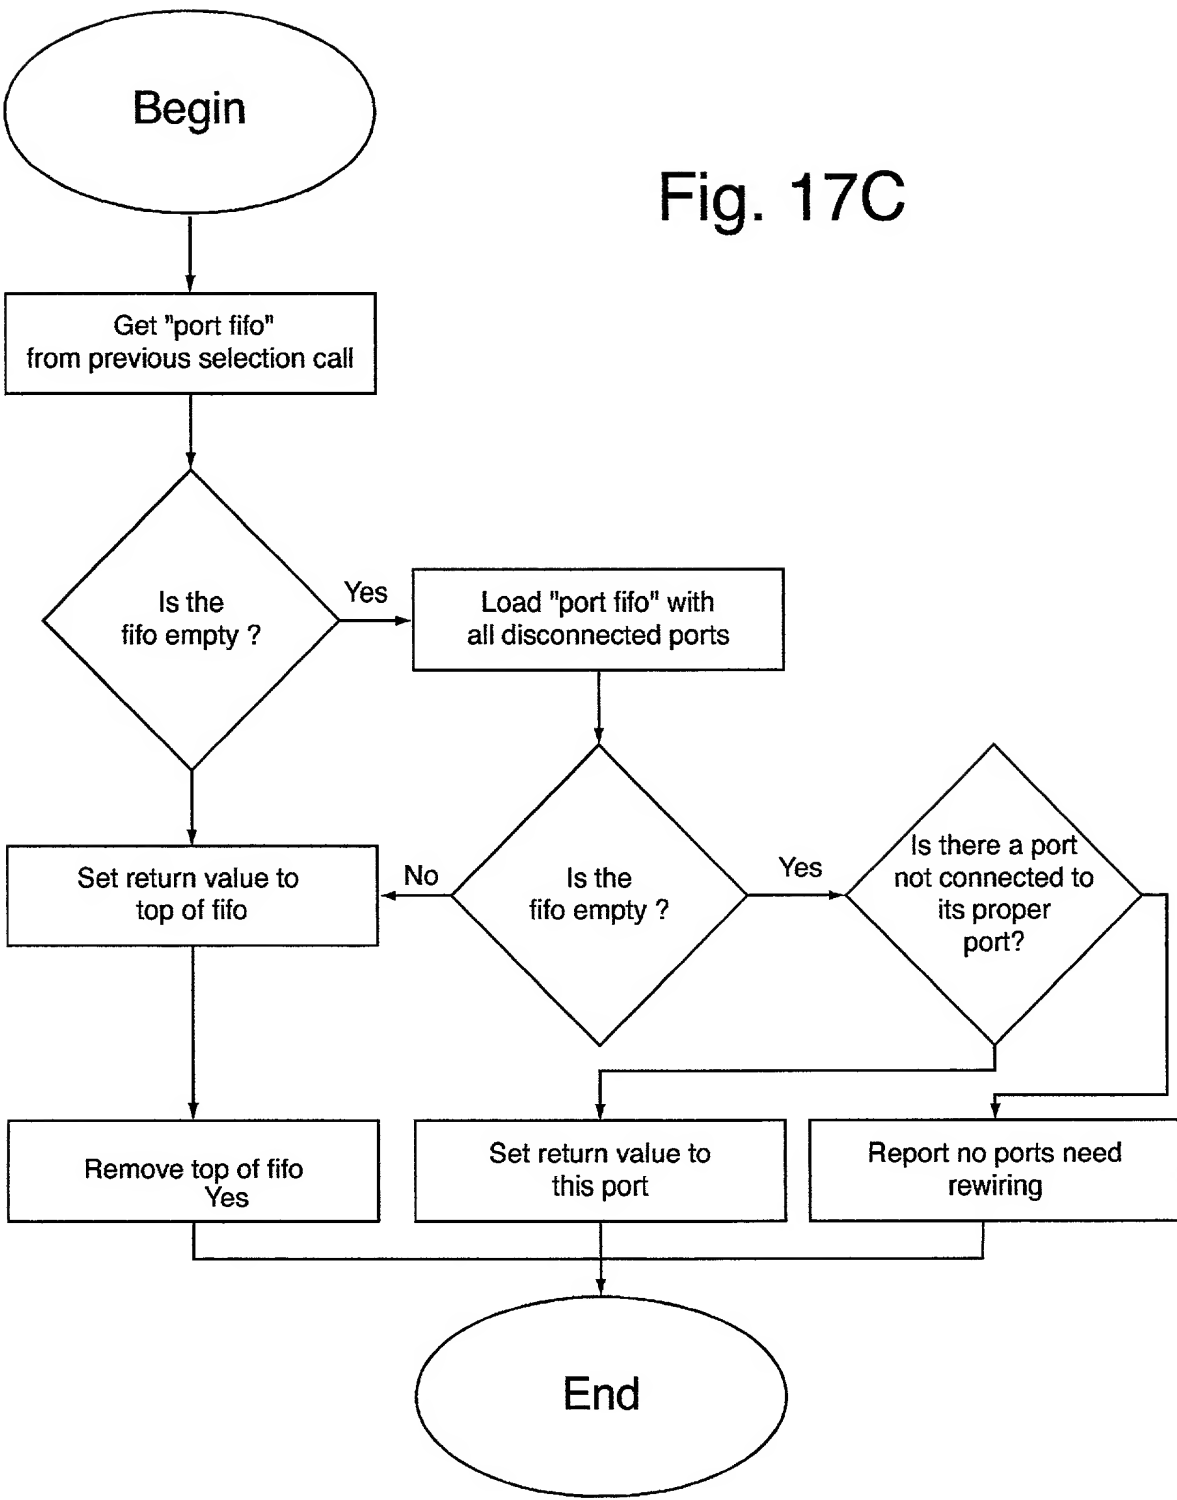 Begin
Fig. 17C
Get "port fifo"
from previous selection call
Is the
fifo empty ?
Yes
Load "port fifo" with
all disconnected ports
Set return value to
top of fifo
No
Is the
fifo empty ?
Yes
Is there a port
not connected to
its proper
port?
Remove top of fifo
Yes
Set return value to
this port
Report no ports need
rewiring
End